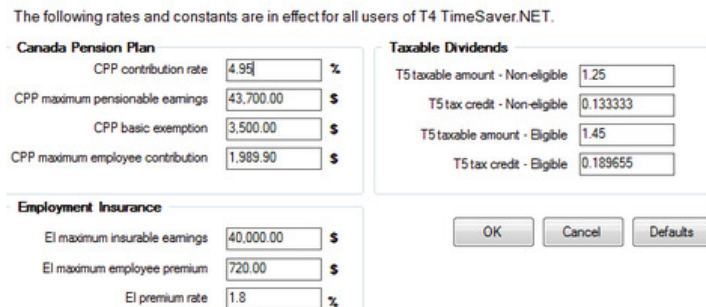 The following rates and constants are in effect for all users of T4 TimeSaver.NET.
Canada Pension Plan
CPP contribution rate 4.95 %
CPP maximum pensionable earnings 43,700.00 $
CPP basic exemption 3,500.00 $
CPP maximum employee contribution 1,989.90 $
Employment Insurance
EI maximum insurable earnings 40,000.00 $
EI maximum employee premium 720.00 $
EI premium rate 1.8 %
Taxable Dividends
T5 taxable amount - Non-eligible 1.25
T5 tax credit - Non-eligible 0.133333
T5 taxable amount - Eligible 1.45
T5 tax credit - Eligible 0.189655
OK Cancel Defaults